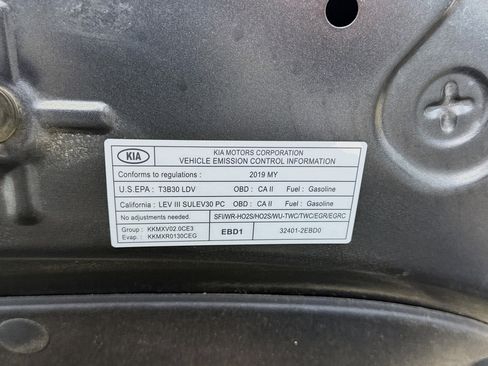 KIA
KIA MOTORS CORPORATION
VEHICLE EMISSION CONTROL INFORMATION
Conforms to regulations : 2019 MY
U.S.EPA : T3B30 LDV OBD : CA II Fuel : Gasoline
California : LEV III SULEV30 PC OBD : CA II Fuel : Gasoline
No adjustments needed. SFI/WR-HO2S/HO2S/WU-TWC/TWC/EGR/EGRC
Group : KKMXV02.0CE3
Evap. : KKMXR0130CEG
EBD1 32401-2EBD0